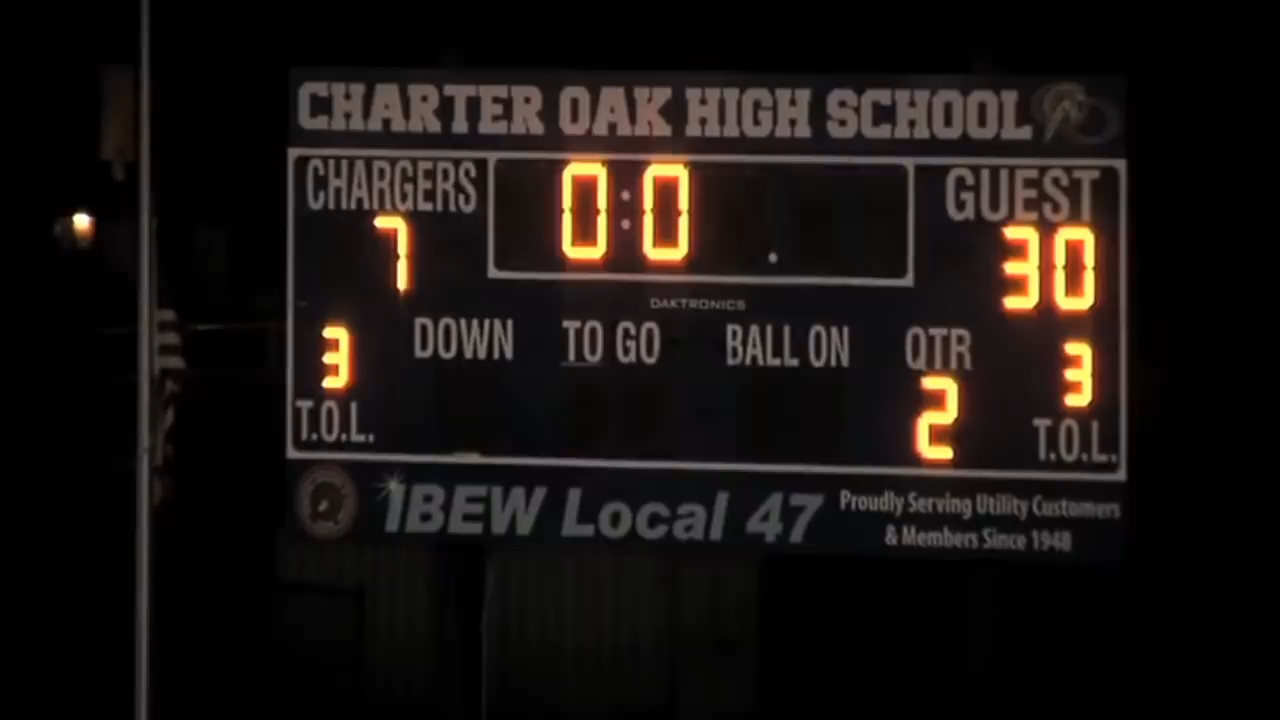 CHARTER OAK HIGH SCHOOL
CHARGERS
0:0 .
GUEST
7
30
DAKTRONICS
DOWN TO GO BALL ON QTR
3
2
3
T.O.L.
T.O.L.
IBEW Local 47
Proudly Serving Utility Customers
& Members Since 1948